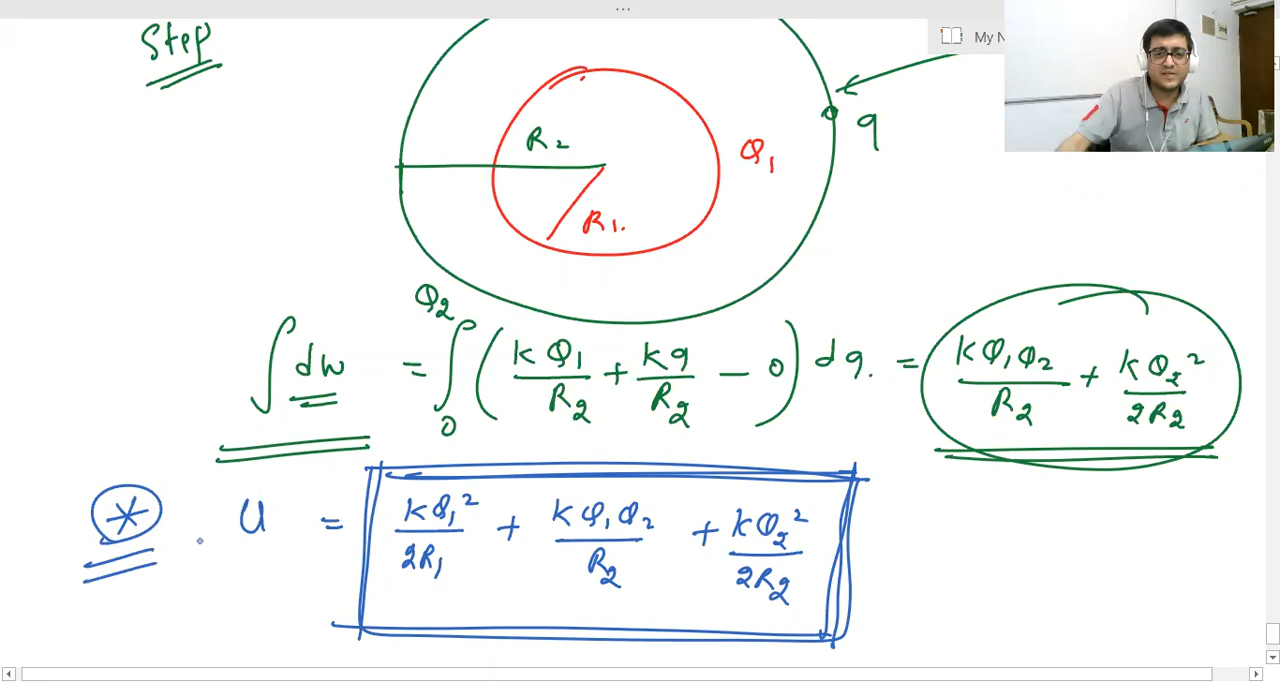 ...
Step
My N
R₂
q
Q₁
R₁.
∫dw = ∫₀^Q₂ (kQ₁/R₂ + kq/R₂ − 0) dq. = kQ₁Q₂/R₂ + kQ₂²/2R₂
* . U = kQ₁²/2R₁ + kQ₁Q₂/R₂ + kQ₂²/2R₂